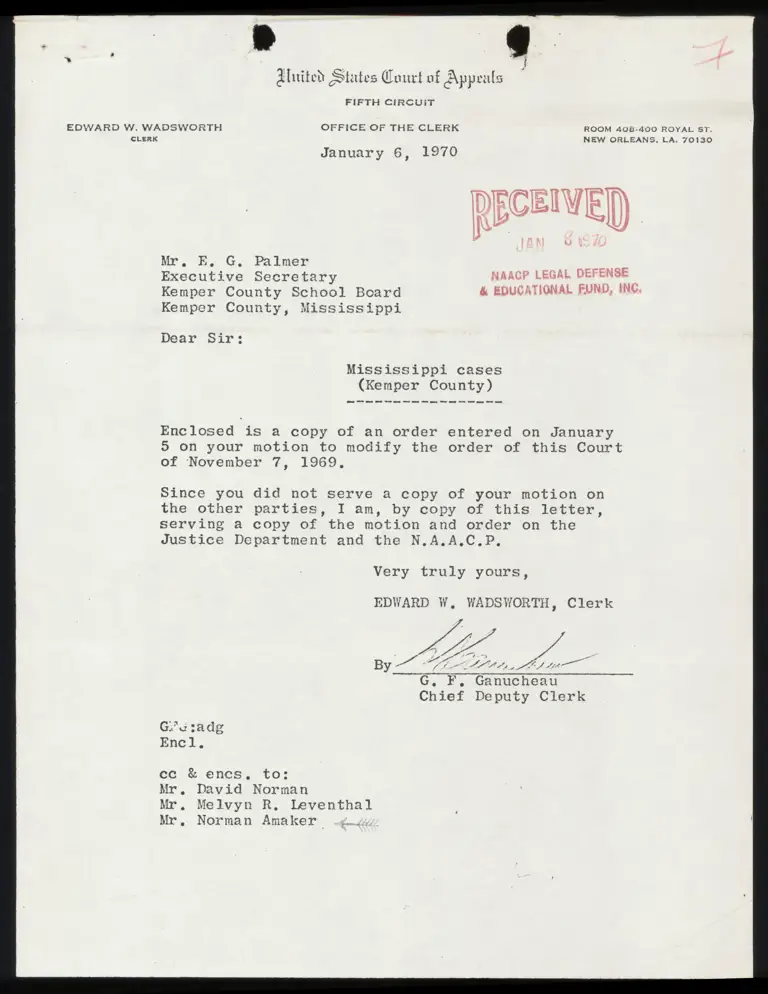 7
United States Court of Appeals
FIFTH CIRCUIT
EDWARD W. WADSWORTH
CLERK
OFFICE OF THE CLERK
ROOM 408-400 ROYAL ST.
NEW ORLEANS, LA. 70130
January 6, 1970
RECEIVED
JAN 8 1970
NAACP LEGAL DEFENSE
& EDUCATIONAL FUND, INC.
Mr. E. G. Palmer
Executive Secretary
Kemper County School Board
Kemper County, Mississippi
Dear Sir:
Mississippi cases
(Kemper County)
-----------------
Enclosed is a copy of an order entered on January
5 on your motion to modify the order of this Court
of November 7, 1969.
Since you did not serve a copy of your motion on
the other parties, I am, by copy of this letter,
serving a copy of the motion and order on the
Justice Department and the N.A.A.C.P.
Very truly yours,
EDWARD W. WADSWORTH, Clerk
By
G. F. Ganucheau
Chief Deputy Clerk
GFG:adg
Encl.
cc & encs. to:
Mr. David Norman
Mr. Melvyn R. Leventhal
Mr. Norman Amaker